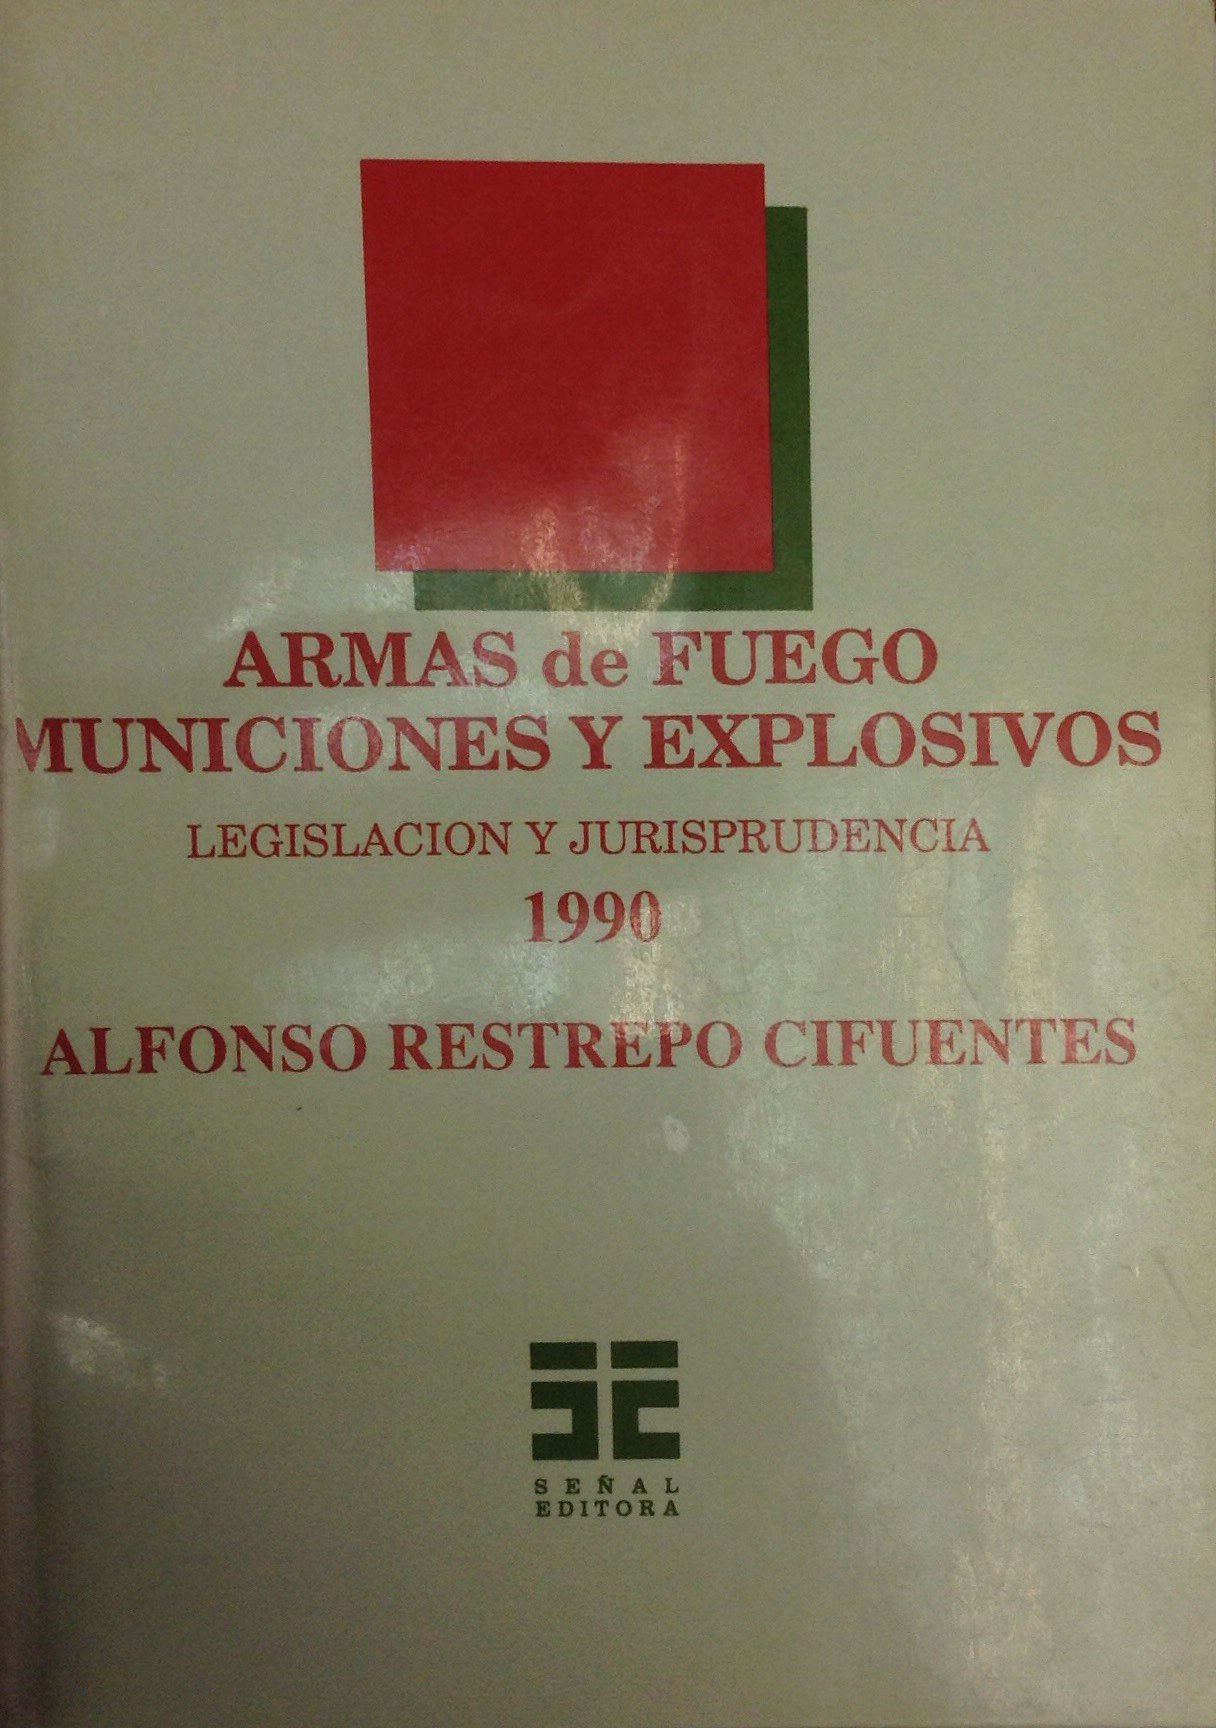 ARMAS de FUEGO
MUNICIONES Y EXPLOSIVOS
LEGISLACION Y JURISPRUDENCIA
1990
ALFONSO RESTREPO CIFUENTES
SEÑAL
EDITORA